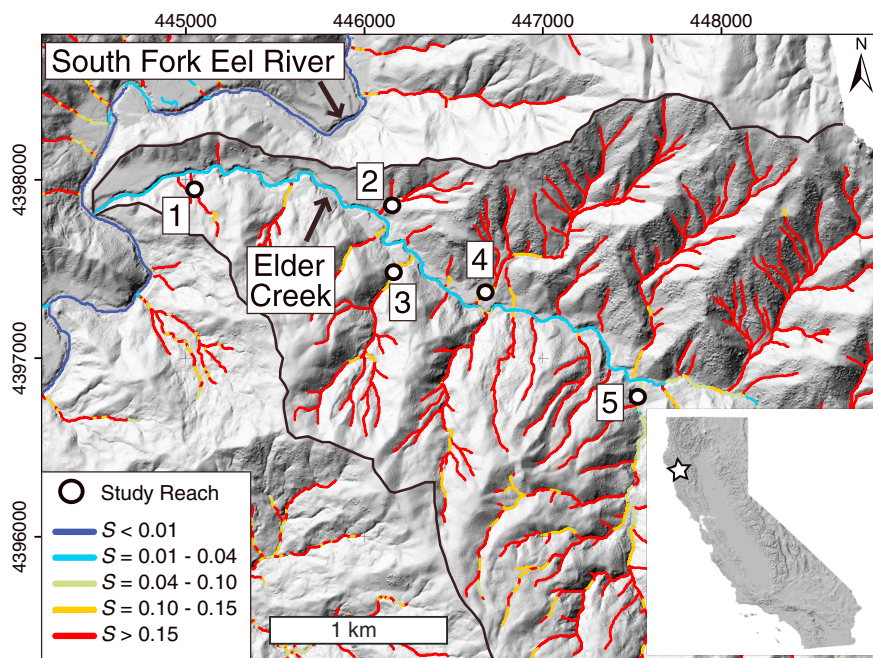 445000 446000 447000 448000
South Fork Eel River
N
4398000
4397000
4396000
1
2
3
4
5
Elder
Creek
Study Reach
S < 0.01
S = 0.01 - 0.04
S = 0.04 - 0.10
S = 0.10 - 0.15
S > 0.15
1 km